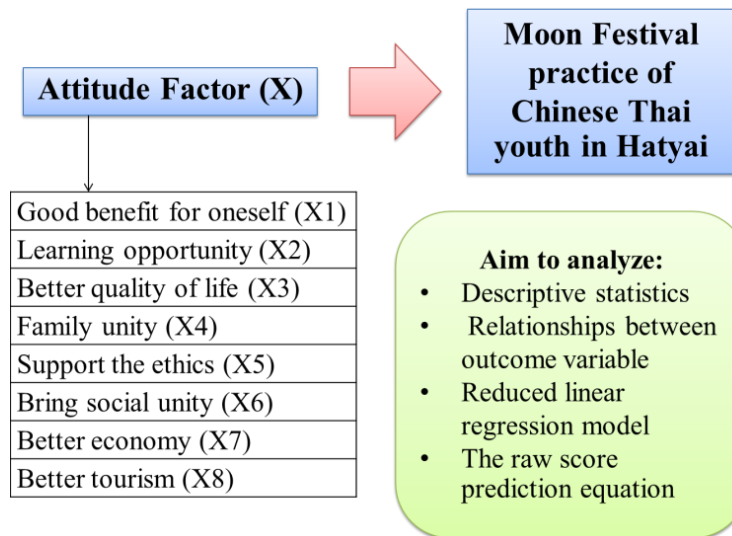 Attitude Factor (X)
Moon Festival
practice of
Chinese Thai
youth in Hatyai
Good benefit for oneself (X1)
Learning opportunity (X2)
Better quality of life (X3)
Family unity (X4)
Support the ethics (X5)
Bring social unity (X6)
Better economy (X7)
Better tourism (X8)
Aim to analyze:
• Descriptive statistics
• Relationships between
outcome variable
• Reduced linear
regression model
• The raw score
prediction equation